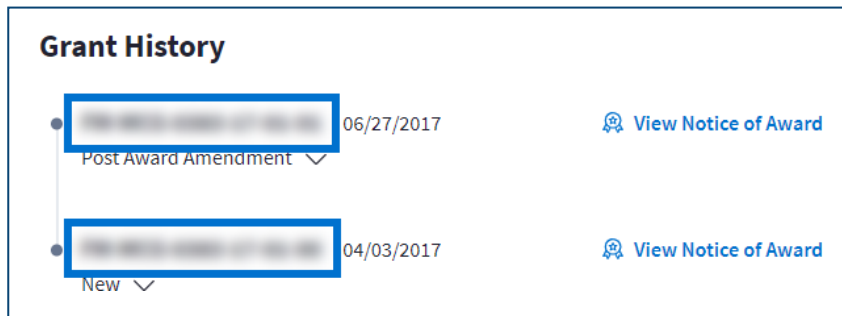 Grant History
06/27/2017 View Notice of Award
Post Award Amendment
04/03/2017 View Notice of Award
New